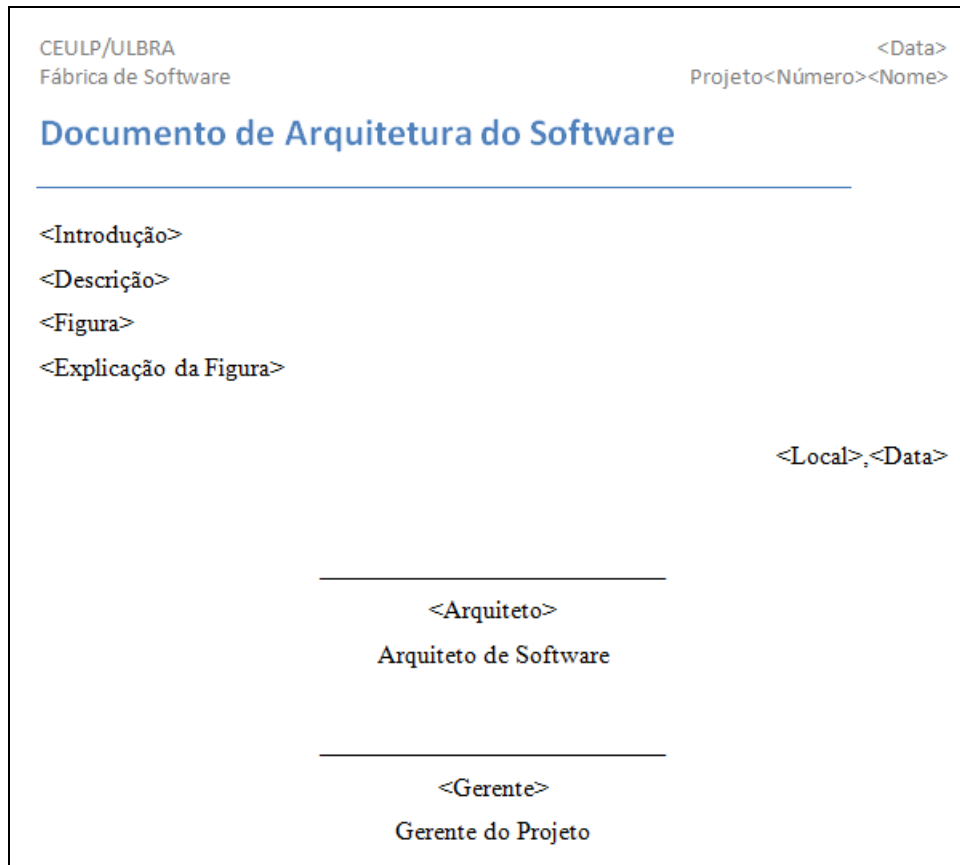 CEULP/ULBRA <Data>
Fábrica de Software Projeto<Número><Nome>
Documento de Arquitetura do Software
<Introdução>
<Descrição>
<Figura>
<Explicação da Figura>
<Local>,<Data>
<Arquiteto>
Arquiteto de Software
<Gerente>
Gerente do Projeto